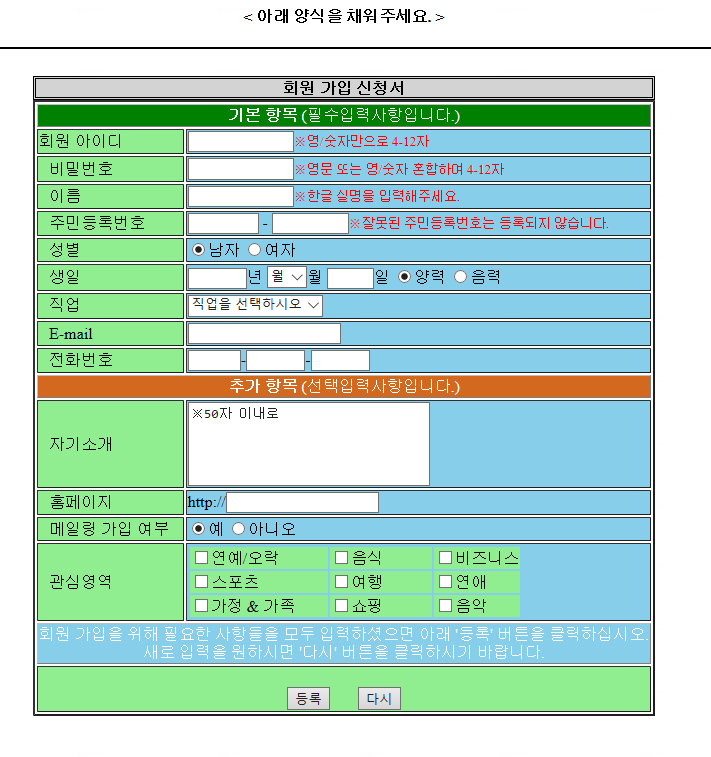 < 아래 양식을 채워주세요. >
회원 가입 신청서
기본 항목 (필수입력사항입니다.)
회원 아이디 ※영/숫자만으로 4-12자
비밀번호 ※영문 또는 영/숫자 혼합하여 4-12자
이름 ※한글 실명을 입력해주세요.
주민등록번호 - ※잘못된 주민등록번호는 등록되지 않습니다.
성별 남자 여자
생일 년 월 월 일 양력 음력
직업 직업을 선택하시오
E-mail
전화번호 - -
추가 항목 (선택입력사항입니다.)
자기소개 ※50자 이내로
홈페이지 http://
메일링 가입 여부 예 아니오
관심영역 연예/오락 음식 비즈니스
스포츠 여행 연애
가정 & 가족 쇼핑 음악
회원 가입을 위해 필요한 사항들을 모두 입력하셨으면 아래 '등록' 버튼을 클릭하십시오.
새로 입력을 원하시면 '다시' 버튼을 클릭하시기 바랍니다.
등록 다시